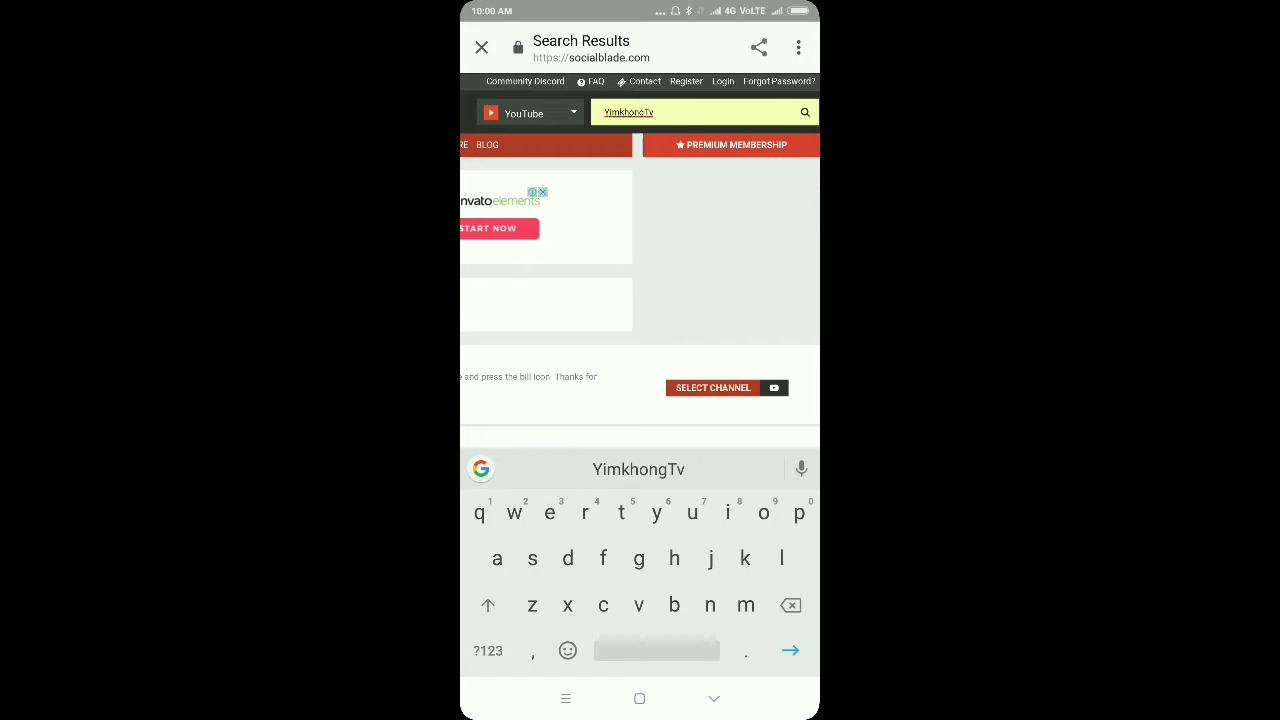 10:00 AM
4G VoLTE
Search Results
https://socialblade.com
Community Discord FAQ Contact Register Login Forgot Password?
YouTube
YimkhongTv
RE BLOG
PREMIUM MEMBERSHIP
nvatoelements
START NOW
e and press the bill icon. Thanks for
SELECT CHANNEL
G YimkhongTv
1 2 3 4 5 6 7 8 9 0
q w e r t y u i o p
a s d f g h j k l
z x c v b n m
?123 , .